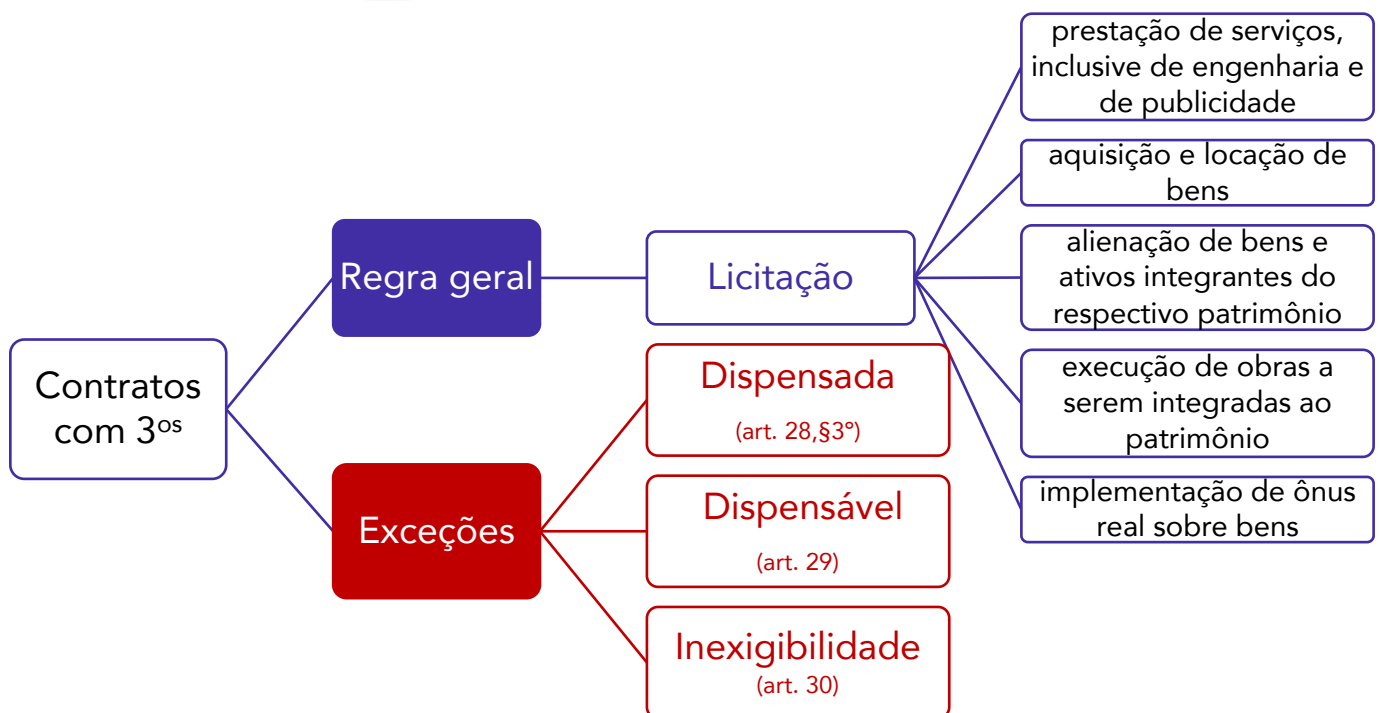 Contratos
com 3ºs
Regra geral
Licitação
prestação de serviços,
inclusive de engenharia e
de publicidade
aquisição e locação de
bens
alienação de bens e
ativos integrantes do
respectivo patrimônio
execução de obras a
serem integradas ao
patrimônio
implementação de ônus
real sobre bens
Exceções
Dispensada
(art. 28,§3º)
Dispensável
(art. 29)
Inexigibilidade
(art. 30)